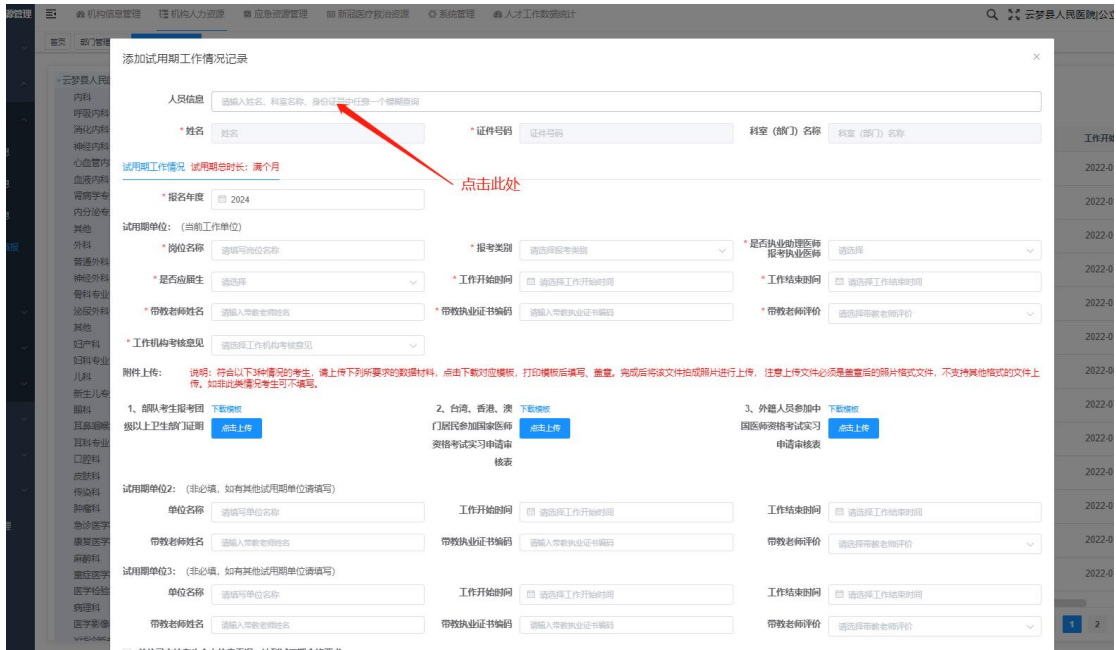 源管理 机构信息管理 机构人力资源 应急资源管理 新冠医疗救治资源 系统管理 人才工作数据统计 云梦县人民医院|公立
首页 部门管理
添加试用期工作情况记录 ×
云梦县人民医
内科
呼吸内科
消化内科
神经内科
心血管内
血液内科
肾病学专
内分泌专
其他
外科
普通外科
神经外科
骨科专业
泌尿外科
其他
妇产科
妇科专业
儿科
新生儿专
眼科
耳鼻咽喉
耳科专业
口腔科
皮肤科
传染科
肿瘤科
急诊医学
康复医学
麻醉科
重症医学
医学检验
病理科
医学影像
人员信息 请输入姓名、科室名称、身份证号中任意一个模糊查询
* 姓名 姓名 * 证件号码 证件号码 科室（部门）名称 科室（部门）名称
试用期工作情况 试用期总时长：满个月
点击此处
* 报名年度 2024
试用期单位：（当前工作单位）
* 岗位名称 请填写岗位名称 * 报考类别 请选择报考类别 * 是否执业助理医师报考执业医师 请选择
* 是否应届生 请选择 * 工作开始时间 请选择工作开始时间 * 工作结束时间 请选择工作结束时间
* 带教老师姓名 请输入带教老师姓名 * 带教执业证书编码 请输入带教执业证书编码 * 带教老师评价 请选择带教老师评价
* 工作机构考核意见 请选择工作机构考核意见
附件上传： 说明：符合以下3种情况的考生，请上传下列所要求的数据材料，点击下载对应模板，打印模板后填写、盖章。完成后将该文件拍成照片进行上传， 注意上传文件必须是盖章后的照片格式文件，不支持其他格式的文件上
传。如非此类情况考生可不填写。
1、部队考生报考团 下载模板 2、台湾、香港、澳 下载模板 3、外籍人员参加中 下载模板
级以上卫生部门证明 点击上传 门居民参加国家医师 点击上传 国医师资格考试实习 点击上传
资格考试实习申请审 申请审核表
核表
试用期单位2：（非必填，如有其他试用期单位请填写）
单位名称 请填写单位名称 工作开始时间 请选择工作开始时间 工作结束时间 请选择工作结束时间
带教老师姓名 请输入带教老师姓名 带教执业证书编码 请输入带教执业证书编码 带教老师评价 请选择带教老师评价
试用期单位3：（非必填，如有其他试用期单位请填写）
单位名称 请填写单位名称 工作开始时间 请选择工作开始时间 工作结束时间 请选择工作结束时间
带教老师姓名 请输入带教老师姓名 带教执业证书编码 请输入带教执业证书编码 带教老师评价 请选择带教老师评价
工作开始
2022-0
2022-0
2022-0
2022-0
2022-0
2022-0
2022-0
2022-0
2022-0
2022-0
2022-0
2022-0
2022-0
1 2